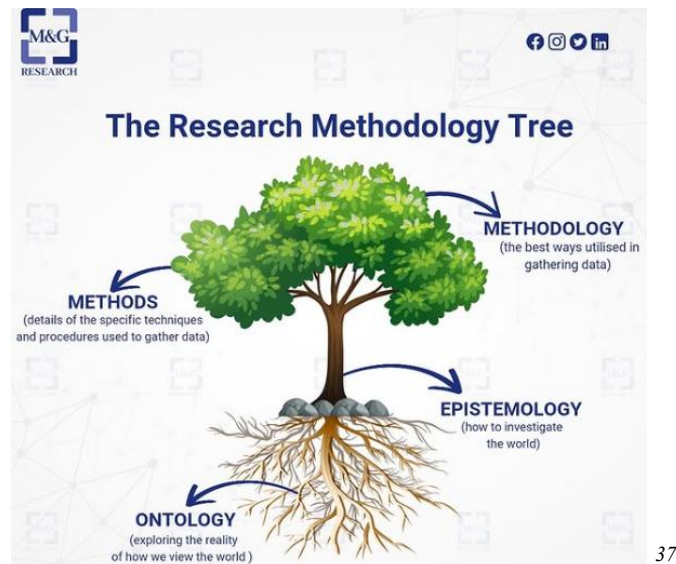 M&G
RESEARCH
The Research Methodology Tree
METHODOLOGY
(the best ways utilised in
gathering data)
METHODS
(details of the specific techniques
and procedures used to gather data)
EPISTEMOLOGY
(how to investigate
the world)
ONTOLOGY
(exploring the reality
of how we view the world )
37